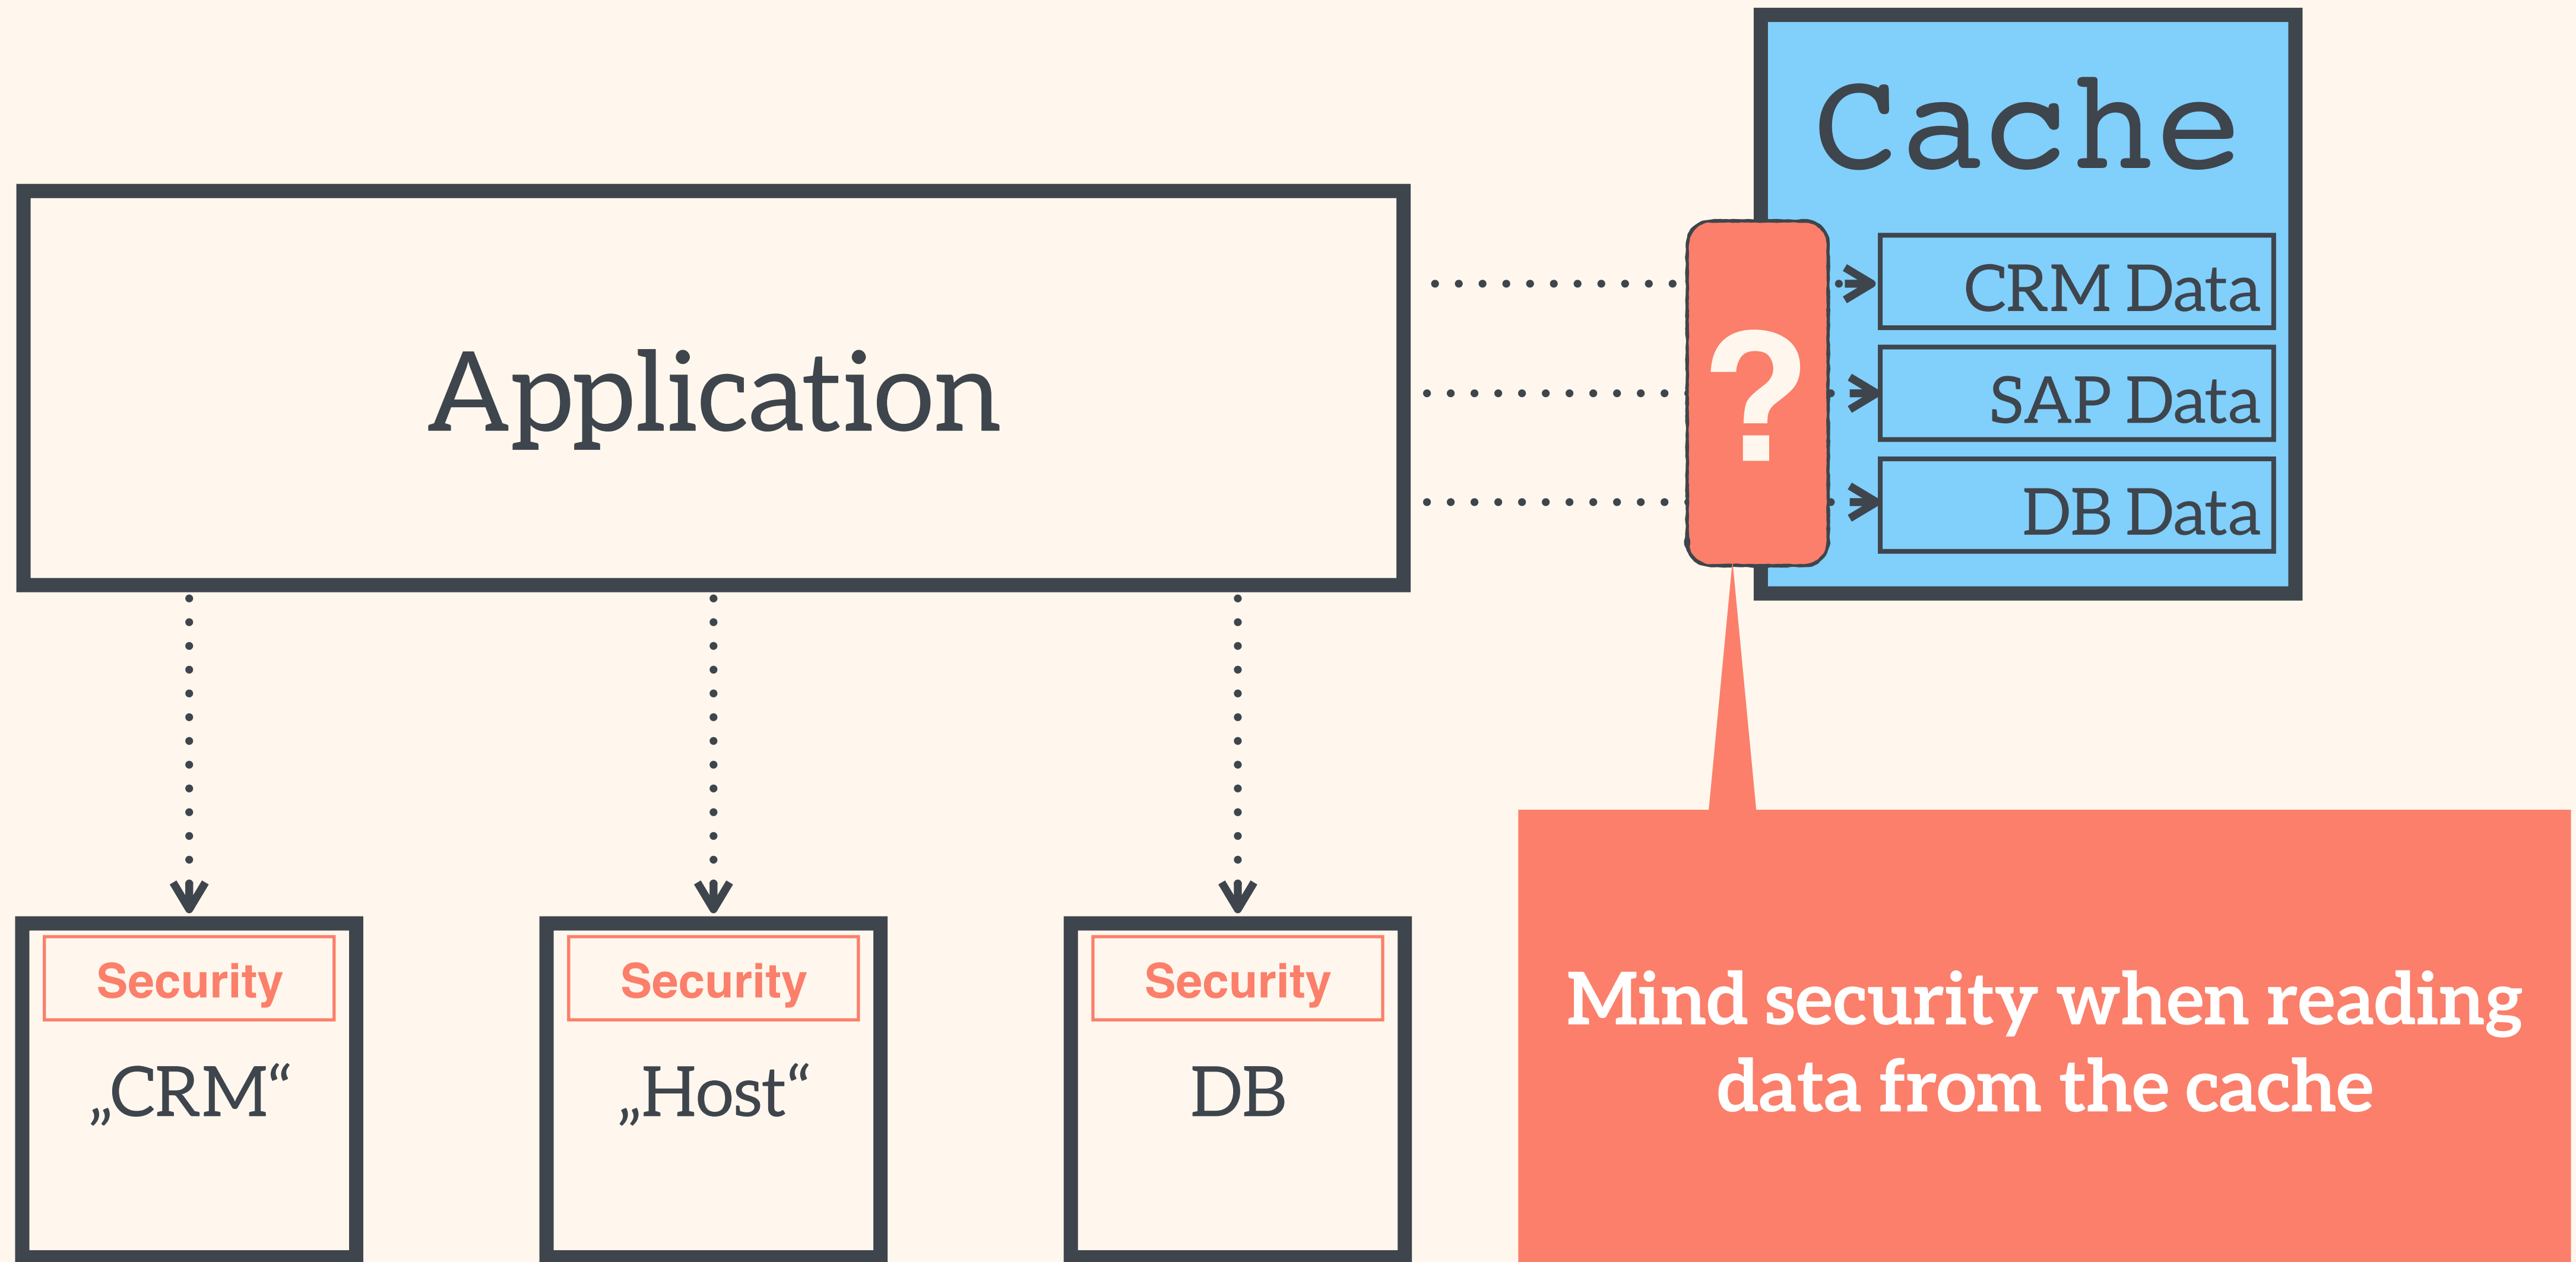 Cache
Application
CRM Data
?
SAP Data
DB Data
Security
Security
Security
„CRM“
„Host“
DB
Mind security when reading
data from the cache